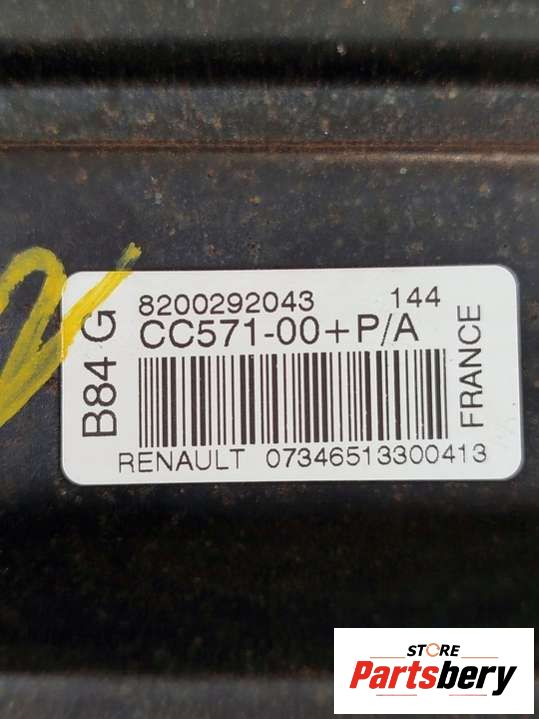 B84 G
8200292043 144
CC571-00+P/A
FRANCE
RENAULT 07346513300413
STORE
Partsbery